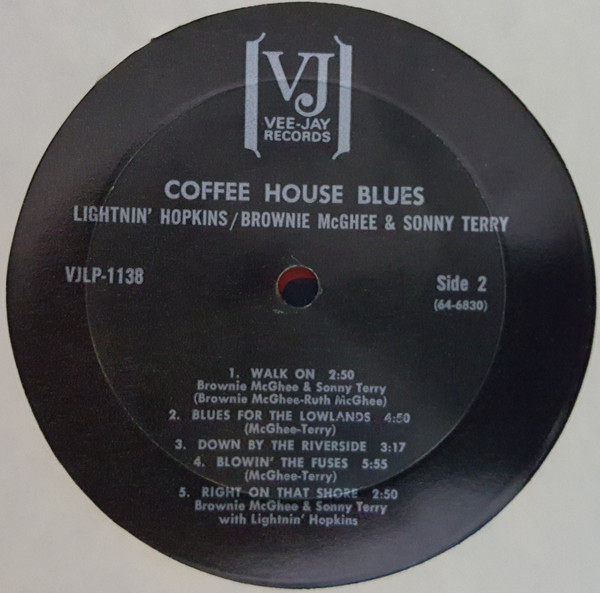 VJ
VEE-JAY
RECORDS
COFFEE HOUSE BLUES
LIGHTNIN' HOPKINS/BROWNIE McGHEE & SONNY TERRY
VJLP-1138
Side 2
(64-6830)
1. WALK ON 2:50
Brownie McGhee & Sonny Terry
(Brownie McGhee-Ruth McGhee)
2. BLUES FOR THE LOWLANDS 4:50
(McGhee-Terry)
3. DOWN BY THE RIVERSIDE 3:17
4. BLOWIN' THE FUSES 5:55
(McGhee-Terry)
5. RIGHT ON THAT SHORE 2:50
Brownie McGhee & Sonny Terry
with Lightnin' Hopkins